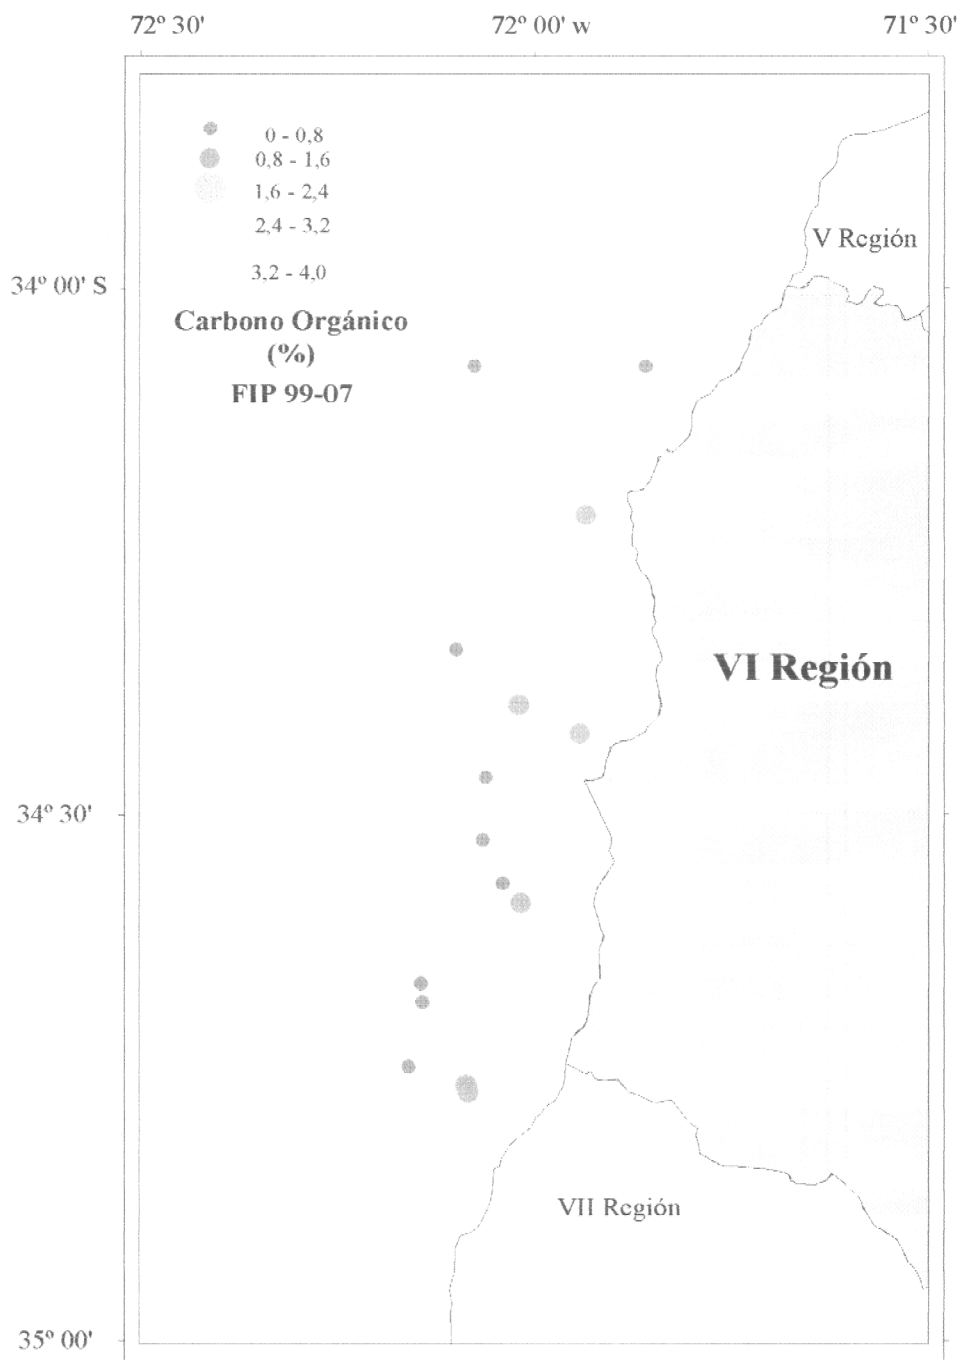 72º 30' 72º 00' w 71º 30'
0 - 0,8
0,8 - 1,6
1,6 - 2,4
2,4 - 3,2
3,2 - 4,0
V Región
34º 00' S
Carbono Orgánico
(%)
FIP 99-07
VI Región
34º 30'
VII Región
35º 00'